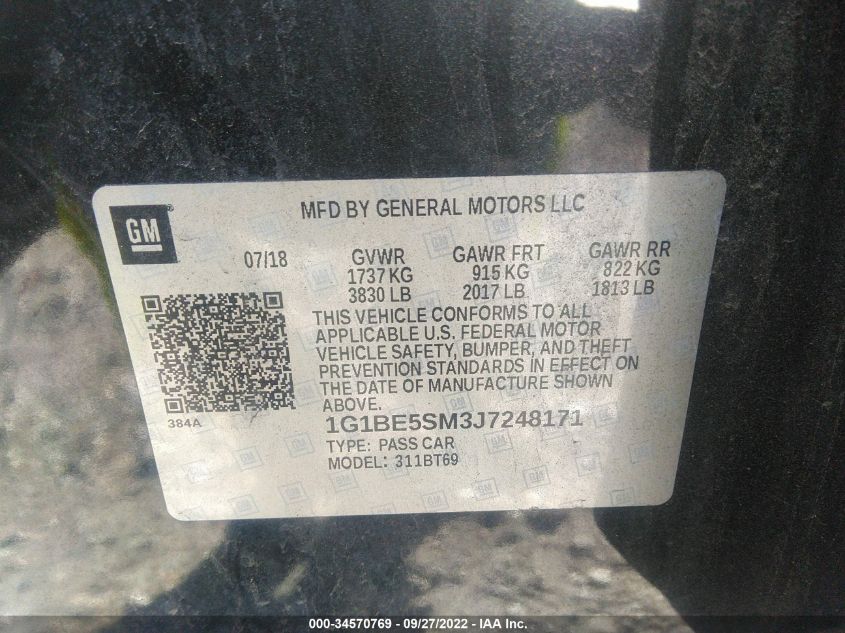 GM
MFD BY GENERAL MOTORS LLC
07/18 GVWR GAWR FRT GAWR RR
1737 KG 915 KG 822 KG
3830 LB 2017 LB 1813 LB
THIS VEHICLE CONFORMS TO ALL
APPLICABLE U.S. FEDERAL MOTOR
VEHICLE SAFETY, BUMPER, AND THEFT
PREVENTION STANDARDS IN EFFECT ON
THE DATE OF MANUFACTURE SHOWN
ABOVE.
384A
1G1BE5SM3J7248171
TYPE: PASS CAR
MODEL: 311BT69
000-34570769 - 09/27/2022 - IAA Inc.